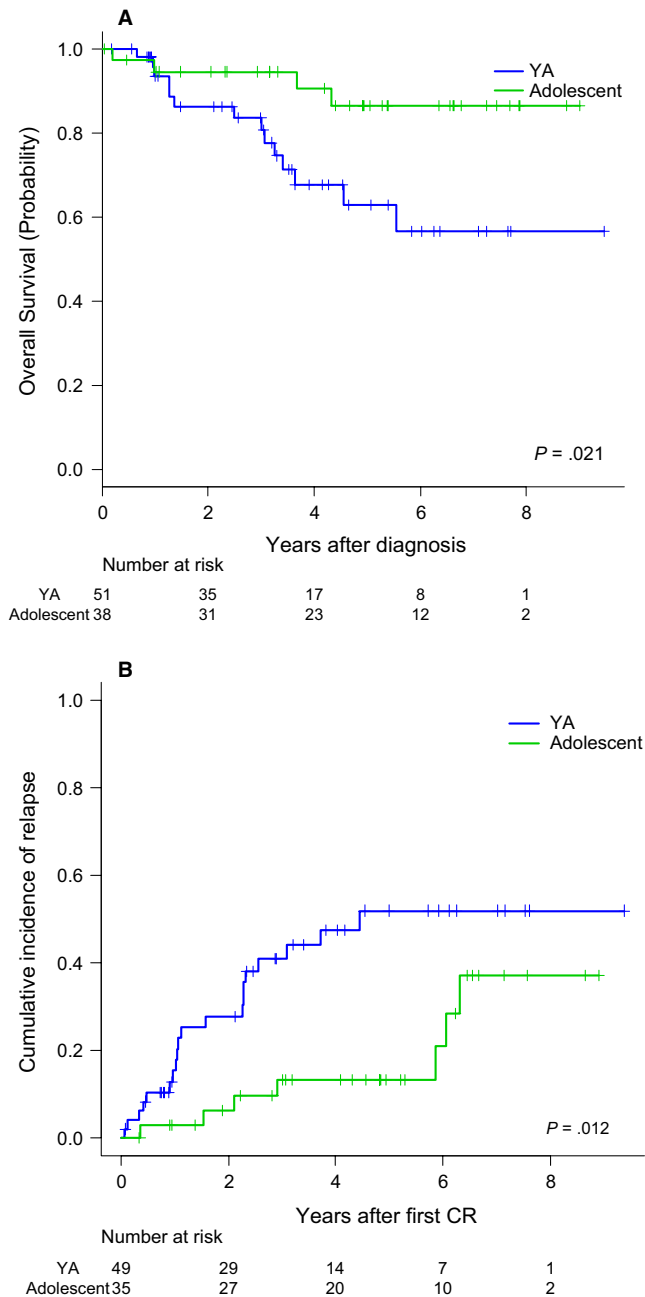 A
1.0
0.8
0.6
0.4
0.2
0.0
Overall Survival (Probability)
YA
Adolescent
P = .021
0 2 4 6 8
Years after diagnosis
Number at risk
YA 51 35 17 8 1
Adolescent 38 31 23 12 2
B
1.0
0.8
0.6
0.4
0.2
0.0
Cumulative incidence of relapse
YA
Adolescent
P = .012
0 2 4 6 8
Years after first CR
Number at risk
YA 49 29 14 7 1
Adolescent 35 27 20 10 2